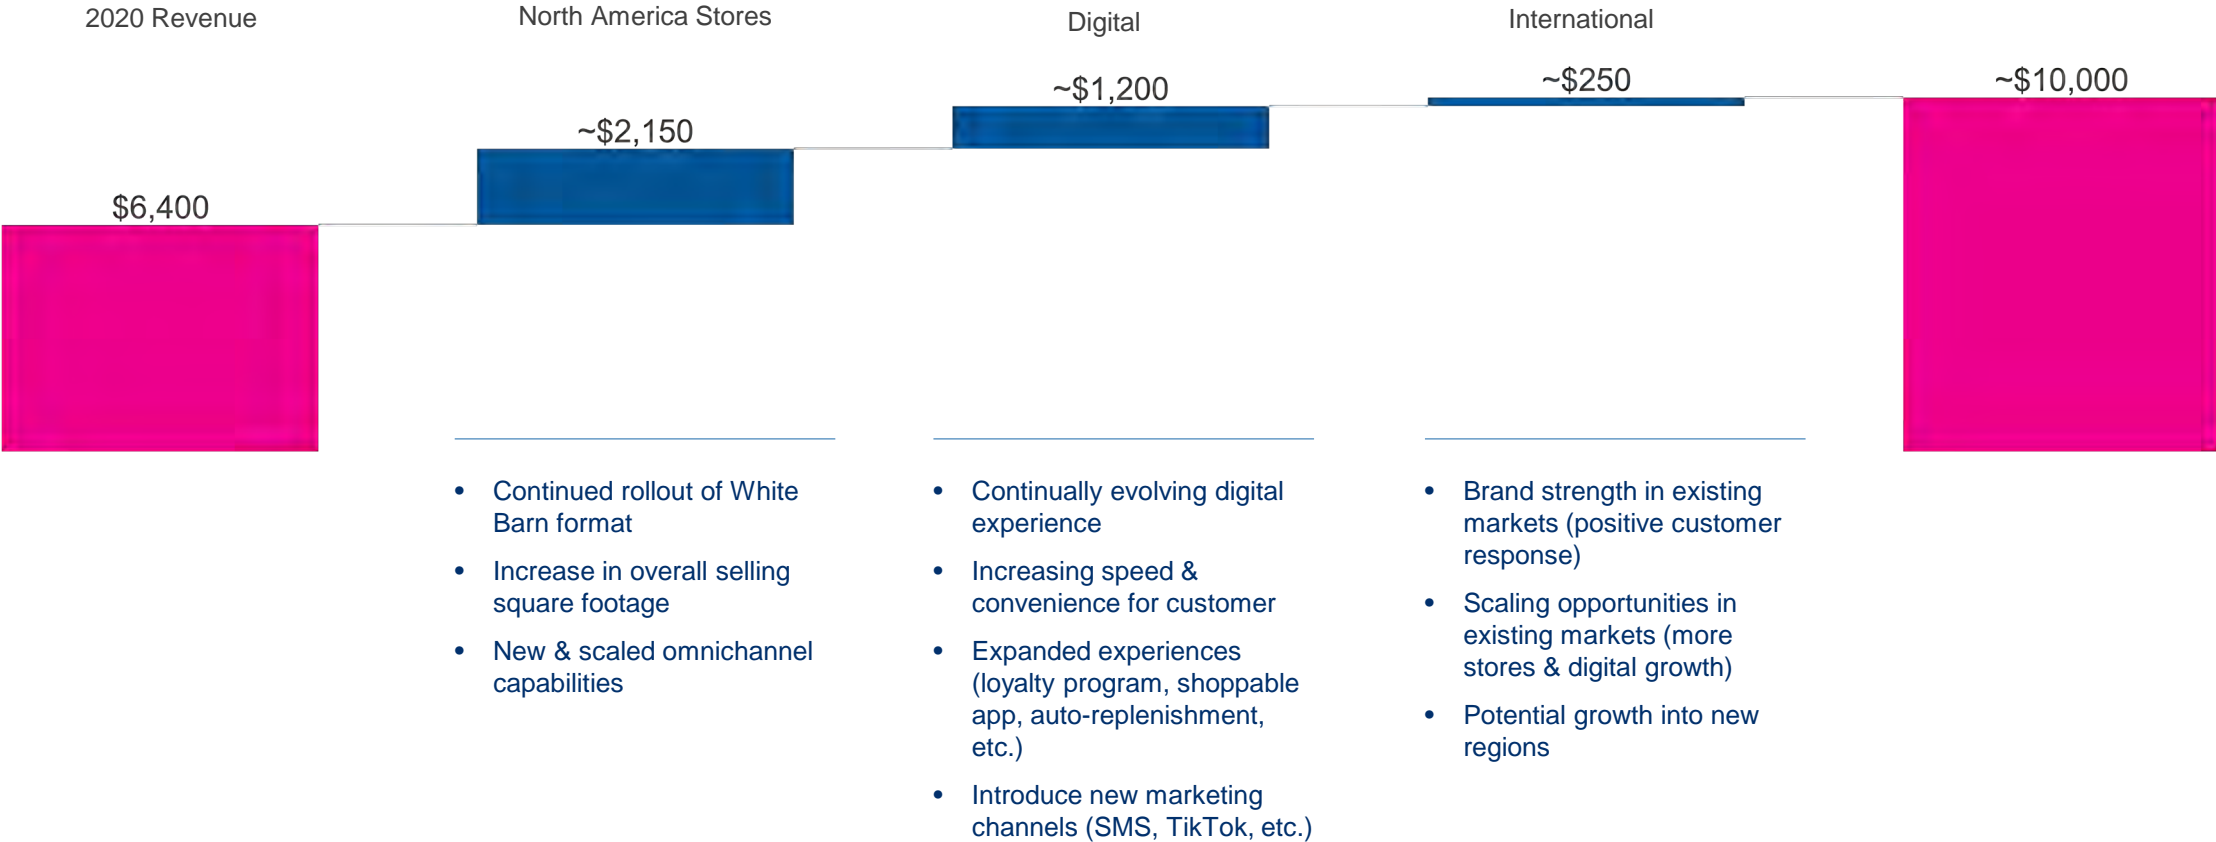 2020 Revenue
North America Stores
Digital
International
$6,400
~$2,150
~$1,200
~$250
~$10,000
• Continued rollout of White
Barn format
• Increase in overall selling
square footage
• New & scaled omnichannel
capabilities
• Continually evolving digital
experience
• Increasing speed &
convenience for customer
• Expanded experiences
(loyalty program, shoppable
app, auto-replenishment,
etc.)
• Introduce new marketing
channels (SMS, TikTok, etc.)
• Brand strength in existing
markets (positive customer
response)
• Scaling opportunities in
existing markets (more
stores & digital growth)
• Potential growth into new
regions